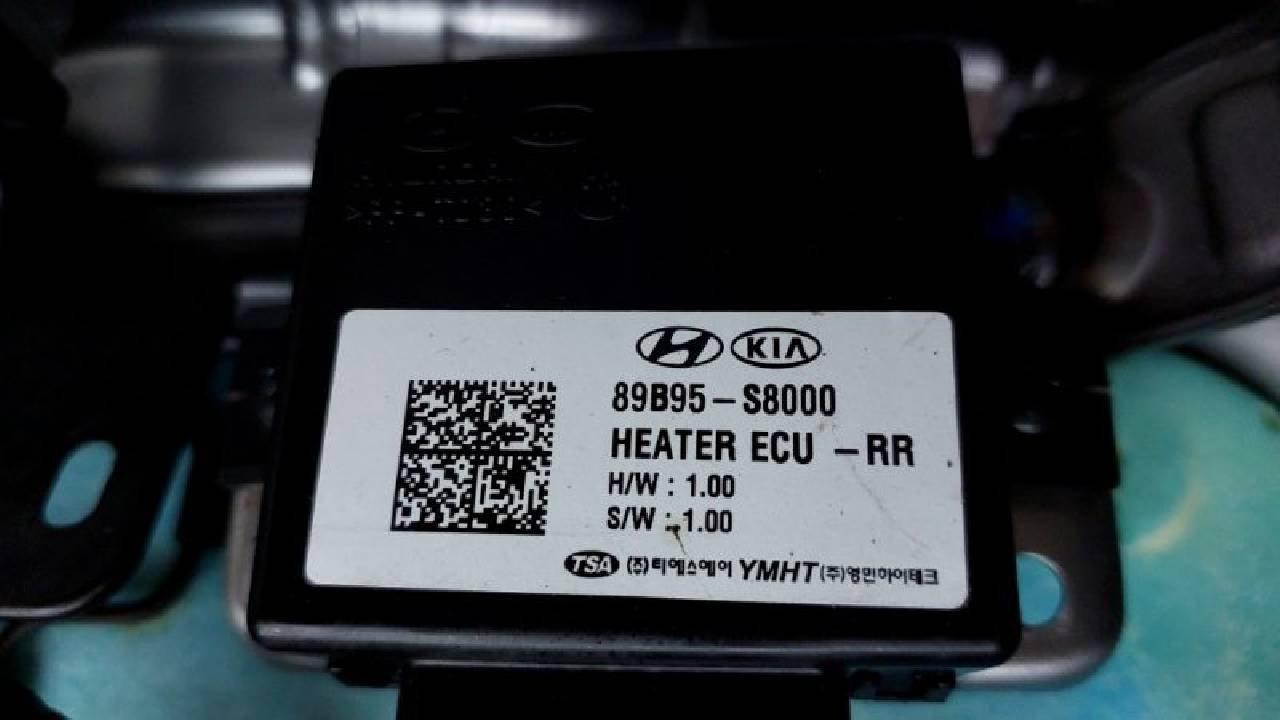 KIA
89B95-S8000
HEATER ECU -RR
H/W : 1.00
S/W : 1.00
TSA (주)티에스에이 YMHT (주)영민하이테크